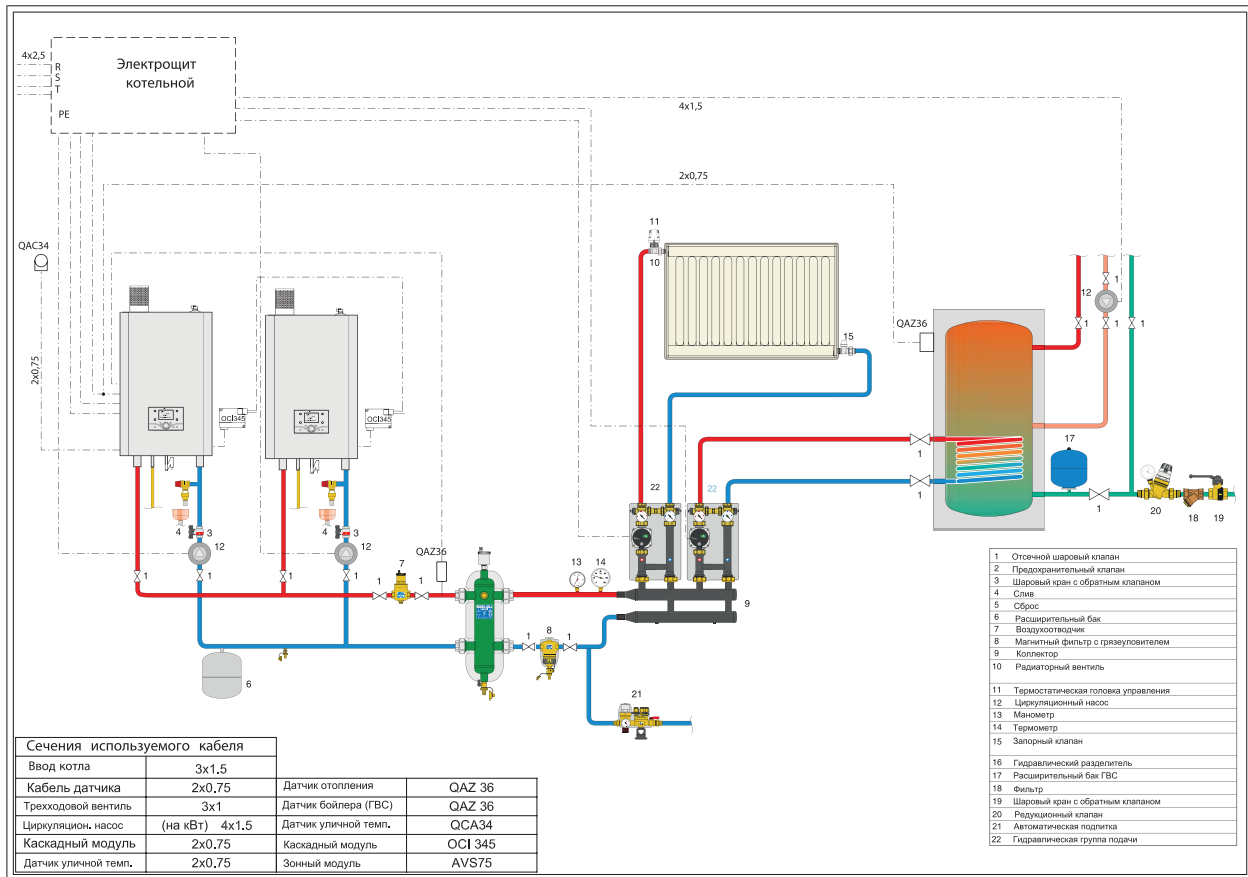 4x2,5
R
S
T
PE
Электрощит
котельной
4x1,5
2x0,75
QAC34
2x0,75
OCI345
OCI345
11
10
15
QAZ36
12
1
1
1
1
17
1
1
1
20
18
19
4
3
4
3
12
12
1
1
1
1
1
7
1
QAZ36
13
14
22
22
9
1
8
1
6
21
1 Отсечной шаровый клапан
2 Предохранительный клапан
3 Шаровый кран с обратным клапаном
4 Слив
5 Сброс
6 Расширительный бак
7 Воздухоотводчик
8 Магнитный фильтр с грязеуловителем
9 Коллектор
10 Радиаторный вентиль
11 Термостатическая головка управления
12 Циркуляционный насос
13 Манометр
14 Термометр
15 Запорный клапан
16 Гидравлический разделитель
17 Расширительный бак ГВС
18 Фильтр
19 Шаровый кран с обратным клапаном
20 Редукционный клапан
21 Автоматическая подпитка
22 Гидравлическая группа подачи
Сечения используемого кабеля
Ввод котла 3x1.5
Кабель датчика 2x0.75 Датчик отопления QAZ 36
Трехходовой вентиль 3x1 Датчик бойлера (ГВС) QAZ 36
Циркуляцион. насос (на кВт) 4x1.5 Датчик уличной темп. QCA34
Каскадный модуль 2x0.75 Каскадный модуль OCI 345
Датчик уличной темп. 2x0.75 Зонный модуль AVS75